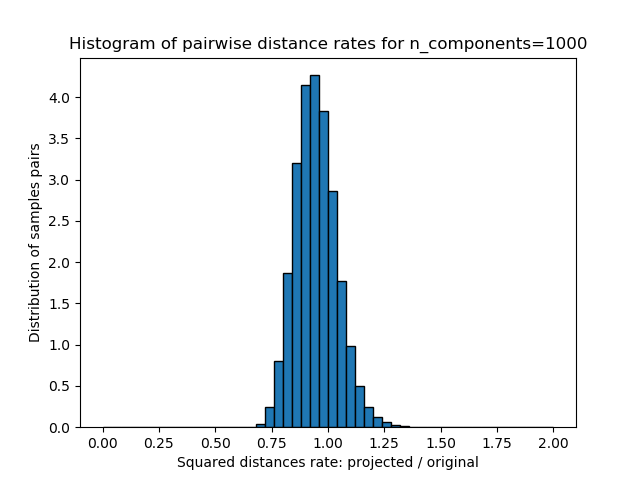 Histogram of pairwise distance rates for n_components=1000
Distribution of samples pairs
4.0
3.5
3.0
2.5
2.0
1.5
1.0
0.5
0.0
0.00 0.25 0.50 0.75 1.00 1.25 1.50 1.75 2.00
Squared distances rate: projected / original